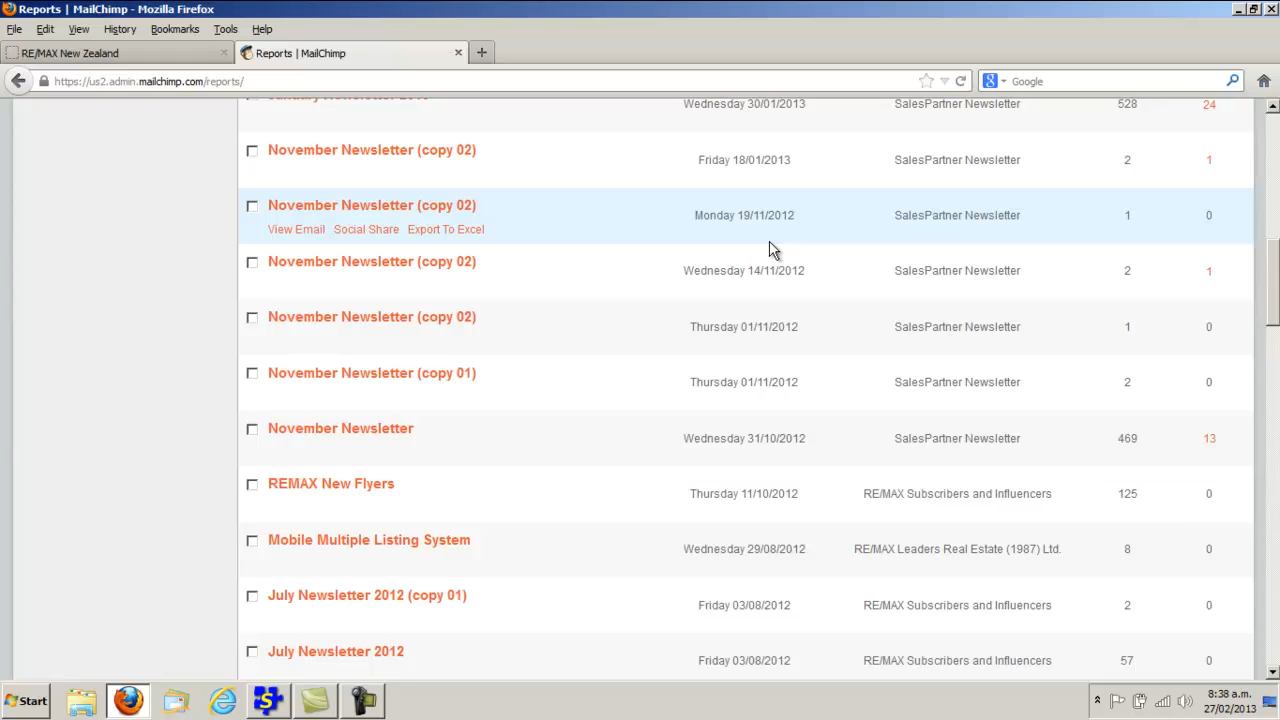 Reports | MailChimp - Mozilla Firefox
File Edit View History Bookmarks Tools Help
RE/MAX New Zealand
Reports | MailChimp
https://us2.admin.mailchimp.com/reports/
Google
Wednesday 30/01/2013 SalesPartner Newsletter 528 24
November Newsletter (copy 02)
Friday 18/01/2013 SalesPartner Newsletter 2 1
November Newsletter (copy 02)
Monday 19/11/2012 SalesPartner Newsletter 1 0
View Email Social Share Export To Excel
November Newsletter (copy 02)
Wednesday 14/11/2012 SalesPartner Newsletter 2 1
November Newsletter (copy 02)
Thursday 01/11/2012 SalesPartner Newsletter 1 0
November Newsletter (copy 01)
Thursday 01/11/2012 SalesPartner Newsletter 2 0
November Newsletter
Wednesday 31/10/2012 SalesPartner Newsletter 469 13
REMAX New Flyers
Thursday 11/10/2012 RE/MAX Subscribers and Influencers 125 0
Mobile Multiple Listing System
Wednesday 29/08/2012 RE/MAX Leaders Real Estate (1987) Ltd. 8 0
July Newsletter 2012 (copy 01)
Friday 03/08/2012 RE/MAX Subscribers and Influencers 2 0
July Newsletter 2012
Friday 03/08/2012 RE/MAX Subscribers and Influencers 57 0
Start
8:38 a.m.
27/02/2013